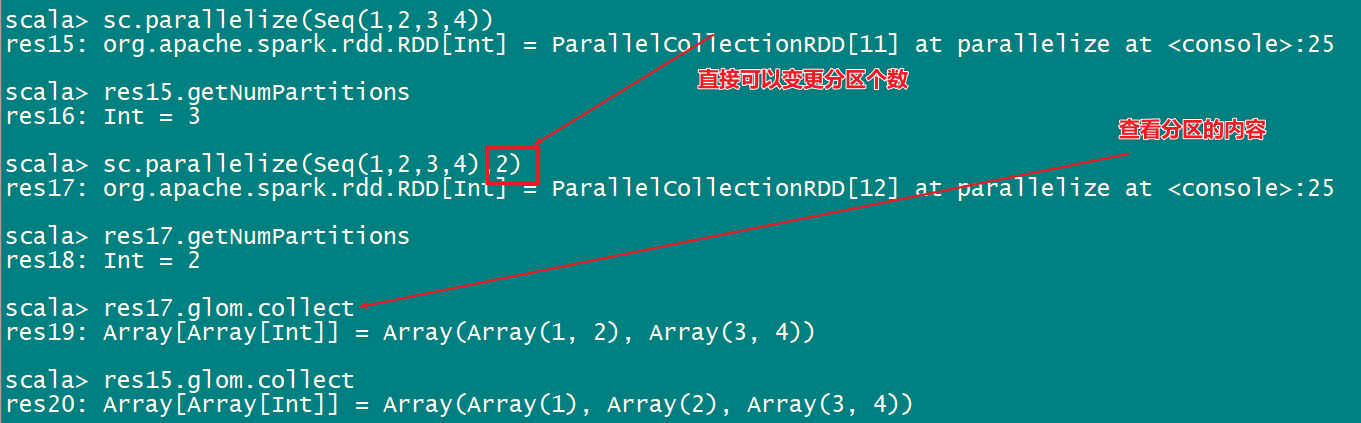 scala> sc.parallelize(Seq(1,2,3,4))
res15: org.apache.spark.rdd.RDD[Int] = ParallelCollectionRDD[11] at parallelize at <console>:25
直接可以变更分区个数
scala> res15.getNumPartitions
res16: Int = 3
查看分区的内容
scala> sc.parallelize(Seq(1,2,3,4),2)
res17: org.apache.spark.rdd.RDD[Int] = ParallelCollectionRDD[12] at parallelize at <console>:25
scala> res17.getNumPartitions
res18: Int = 2
scala> res17.glom.collect
res19: Array[Array[Int]] = Array(Array(1, 2), Array(3, 4))
scala> res15.glom.collect
res20: Array[Array[Int]] = Array(Array(1), Array(2), Array(3, 4))